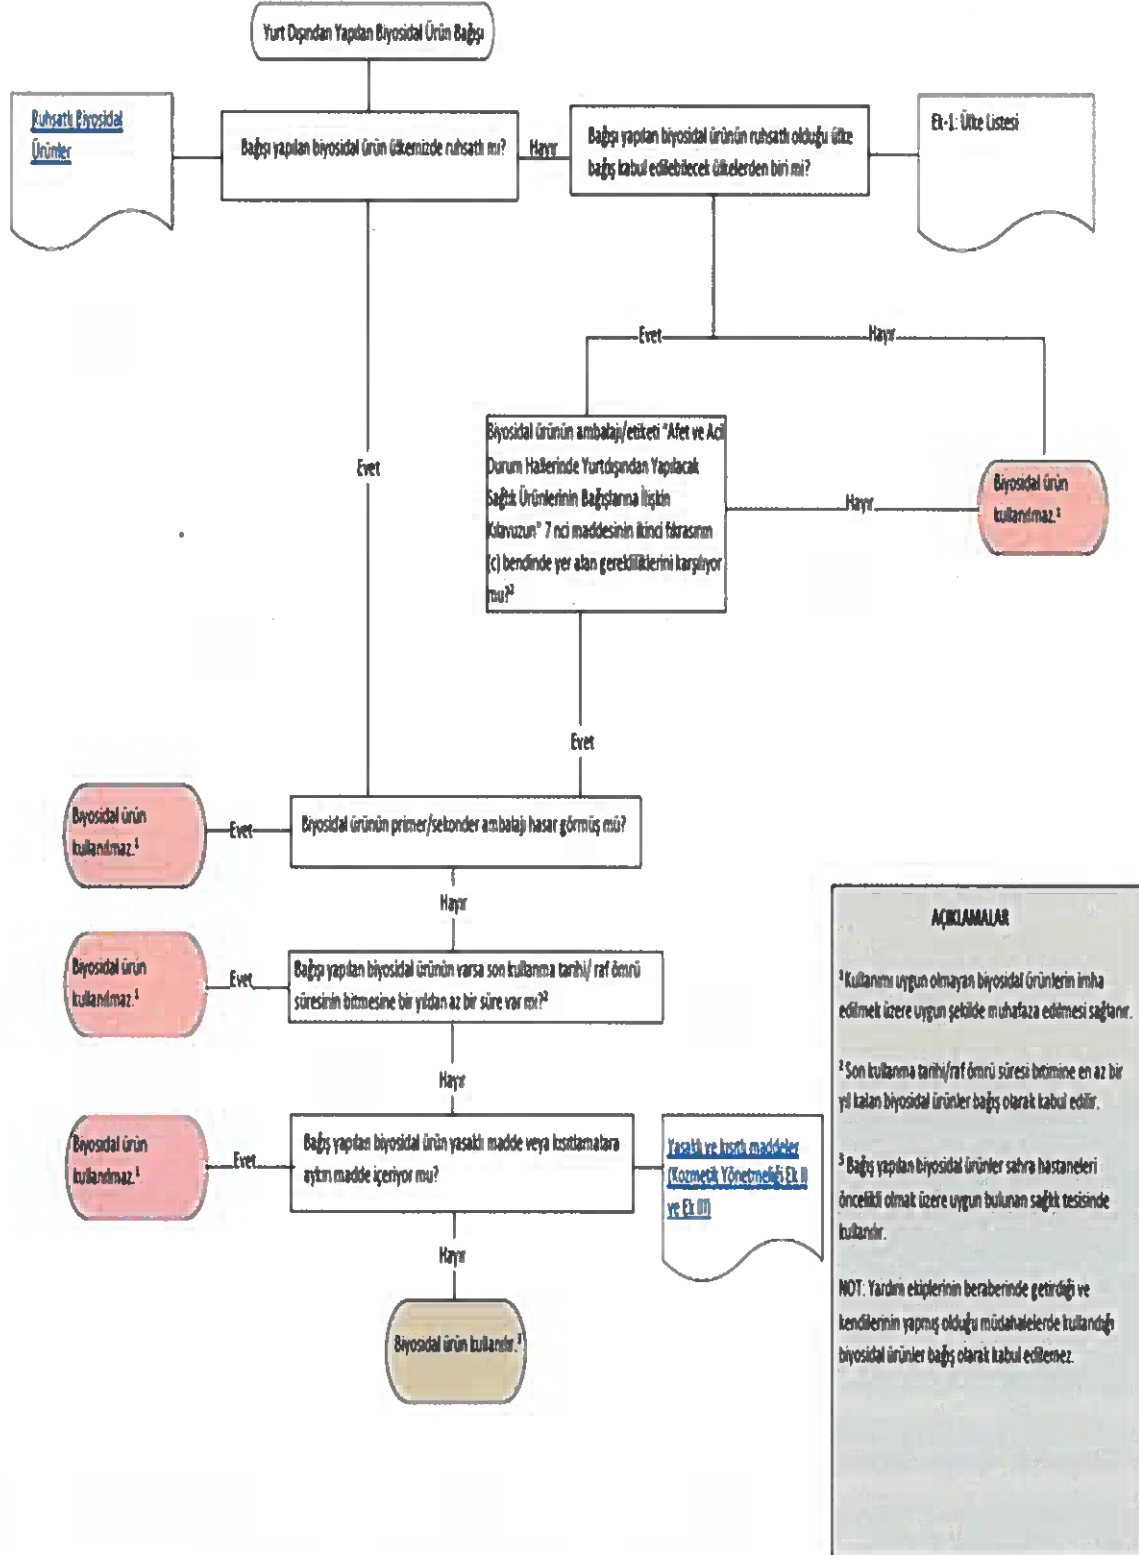 Yurt Dışından Yapılan Biyosidal Ürün Bağışı
Ruhsatlı Biyosidal
Ürünler
Bağışı yapılan biyosidal ürün ülkemizde ruhsatlı mı?
Hayır
Bağışı yapılan biyosidal ürünün ruhsatlı olduğu ülke
bağış kabul edilebilecek ülkelerden biri mi?
Ek-1: Ülke Listesi
Evet
Hayır
Evet
Biyosidal ürünün ambalajı/etiketi "Afet ve Acil
Durum Hallerinde Yurtdışından Yapılacak
Sağlık Ürünlerinin Bağışlarına İlişkin
Kılavuzun" 7 nci maddesinin ikinci fıkrasının
(c) bendinde yer alan gerekliliklerini karşılıyor
mu?²
Hayır
Biyosidal ürün
kullanılmaz.¹
Evet
Biyosidal ürün
kullanılmaz.¹
Evet
Biyosidal ürünün primer/sekonder ambalajı hasar görmüş mü?
Hayır
Biyosidal ürün
kullanılmaz.¹
Evet
Bağışı yapılan biyosidal ürünün varsa son kullanma tarihi/ raf ömrü
süresinin bitmesine bir yıldan az bir süre var mı?²
Hayır
Biyosidal ürün
kullanılmaz.¹
Evet
Bağış yapılan biyosidal ürün yasaklı madde veya kısıtlamalara
aykırı madde içeriyor mu?
Yasaklı ve kısıtlı maddeler
(Kozmetik Yönetmeliği Ek II
ve Ek III)
Hayır
Biyosidal ürün kullanılır.³
AÇIKLAMALAR
¹ Kullanımı uygun olmayan biyosidal ürünlerin imha
edilmek üzere uygun şekilde muhafaza edilmesi sağlanır.
² Son kullanma tarihi/raf ömrü süresi bitimine en az bir
yıl kalan biyosidal ürünler bağış olarak kabul edilir.
³ Bağış yapılan biyosidal ürünler sahra hastaneleri
öncelikli olmak üzere uygun bulunan sağlık tesisinde
kullanılır.
NOT: Yardım ekiplerinin beraberinde getirdiği ve
kendilerinin yapmış olduğu müdahalelerde kullandığı
biyosidal ürünler bağış olarak kabul edilemez.